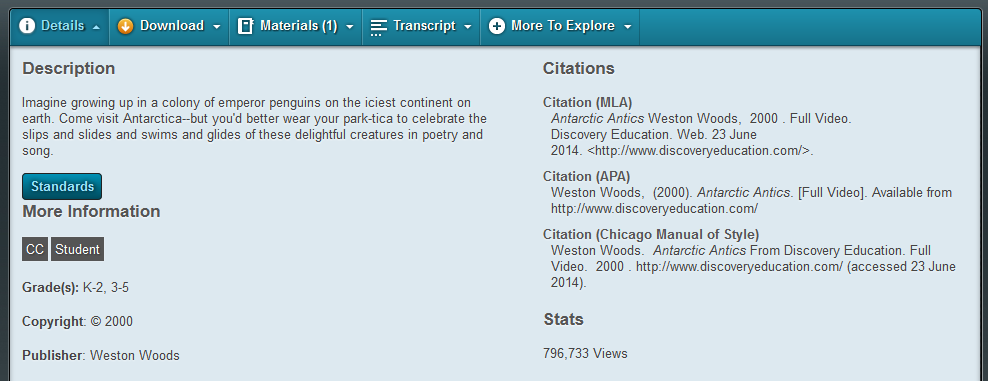 Details Download Materials (1) Transcript More To Explore
Description
Imagine growing up in a colony of emperor penguins on the iciest continent on
earth. Come visit Antarctica--but you'd better wear your park-tica to celebrate the
slips and slides and swims and glides of these delightful creatures in poetry and
song.
Standards
More Information
CC Student
Grade(s): K-2, 3-5
Copyright: © 2000
Publisher: Weston Woods
Citations
Citation (MLA)
Antarctic Antics Weston Woods, 2000 . Full Video.
Discovery Education. Web. 23 June
2014. <http://www.discoveryeducation.com/>.
Citation (APA)
Weston Woods, (2000). Antarctic Antics. [Full Video]. Available from
http://www.discoveryeducation.com/
Citation (Chicago Manual of Style)
Weston Woods. Antarctic Antics From Discovery Education. Full
Video. 2000 . http://www.discoveryeducation.com/ (accessed 23 June
2014).
Stats
796,733 Views